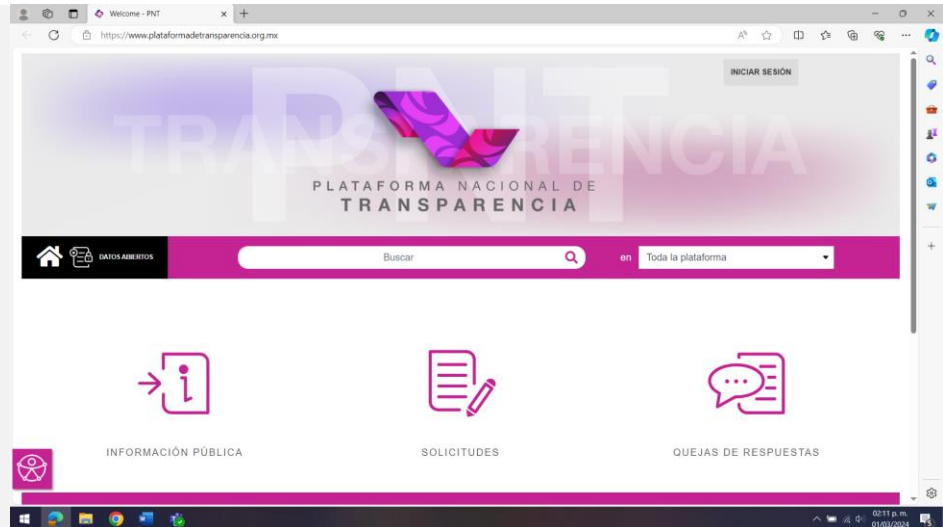 Welcome - PNT
https://www.plataformadetransparencia.org.mx
INICIAR SESIÓN
PNT
TRANSPARENCIA
PLATAFORMA NACIONAL DE
TRANSPARENCIA
DATOS ABIERTOS
Buscar
en
Toda la plataforma
INFORMACIÓN PÚBLICA
SOLICITUDES
QUEJAS DE RESPUESTAS
02:11 p. m.
01/03/2024